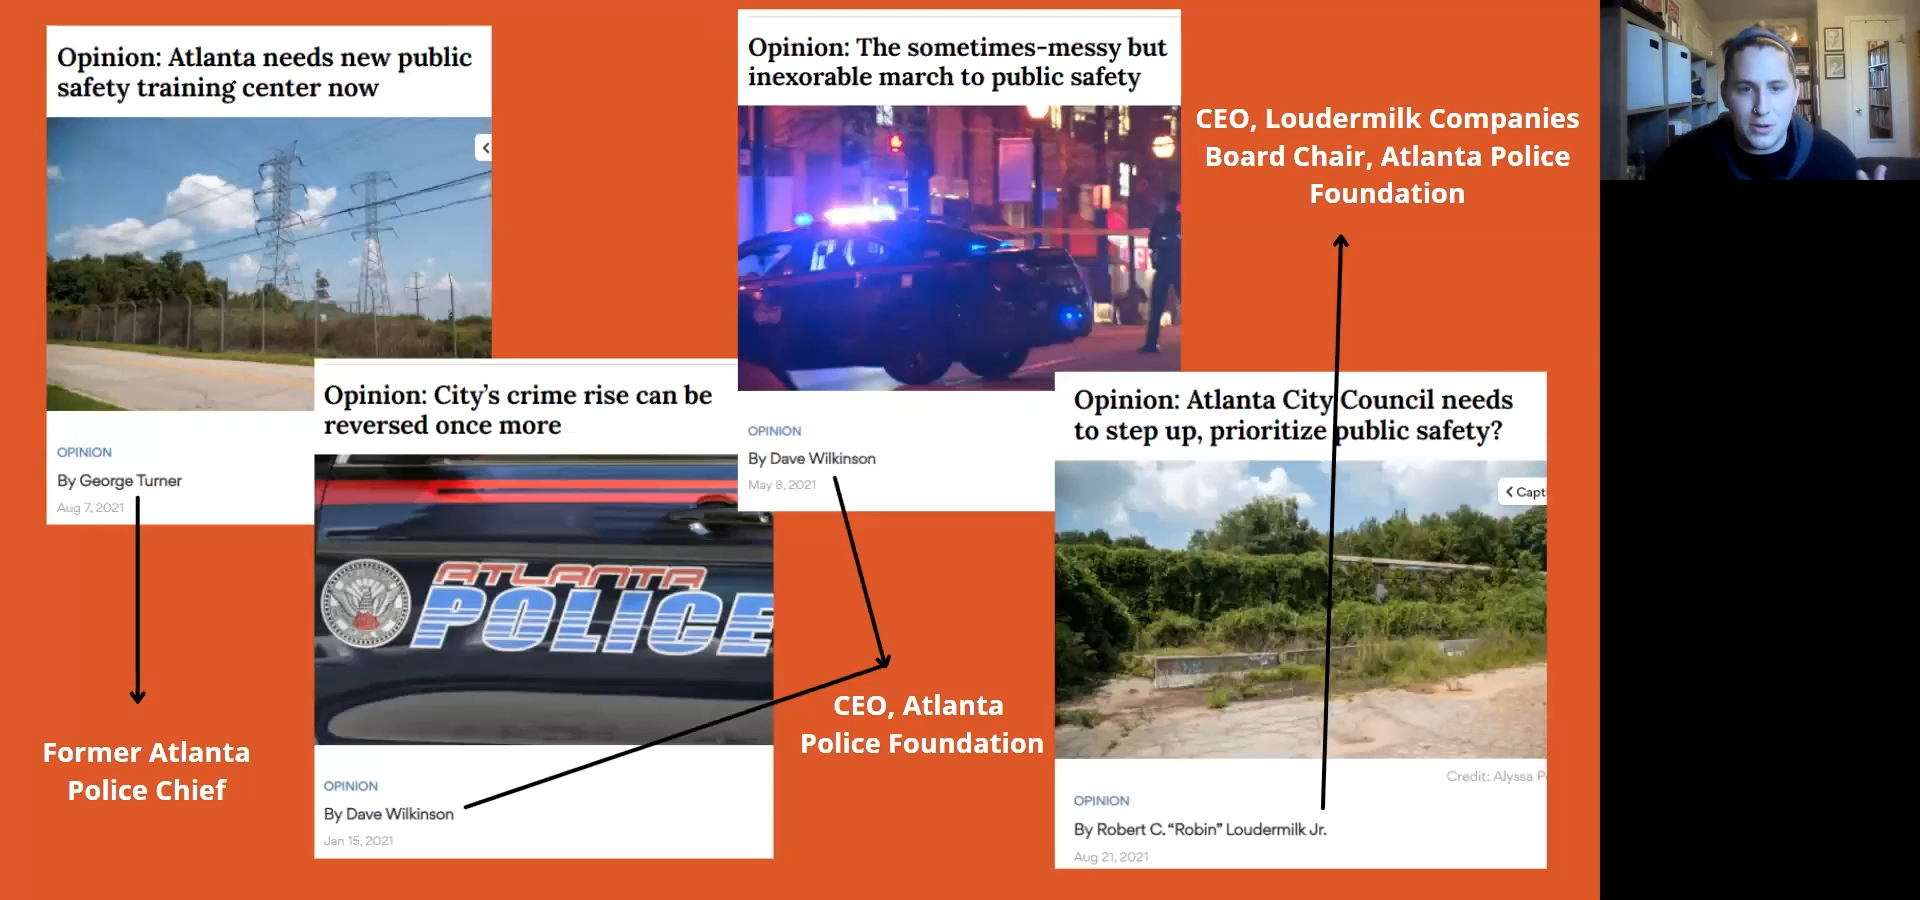 Opinion: Atlanta needs new public
safety training center now
OPINION
By George Turner
Aug 7, 2021
Former Atlanta
Police Chief
Opinion: City’s crime rise can be
reversed once more
ATLANTA
POLICE
OPINION
By Dave Wilkinson
Jan 15, 2021
Opinion: The sometimes-messy but
inexorable march to public safety
OPINION
By Dave Wilkinson
May 8, 2021
CEO, Atlanta
Police Foundation
CEO, Loudermilk Companies
Board Chair, Atlanta Police
Foundation
Opinion: Atlanta City Council needs
to step up, prioritize public safety?
Capt
Credit: Alyssa P
OPINION
By Robert C. “Robin” Loudermilk Jr.
Aug 21, 2021